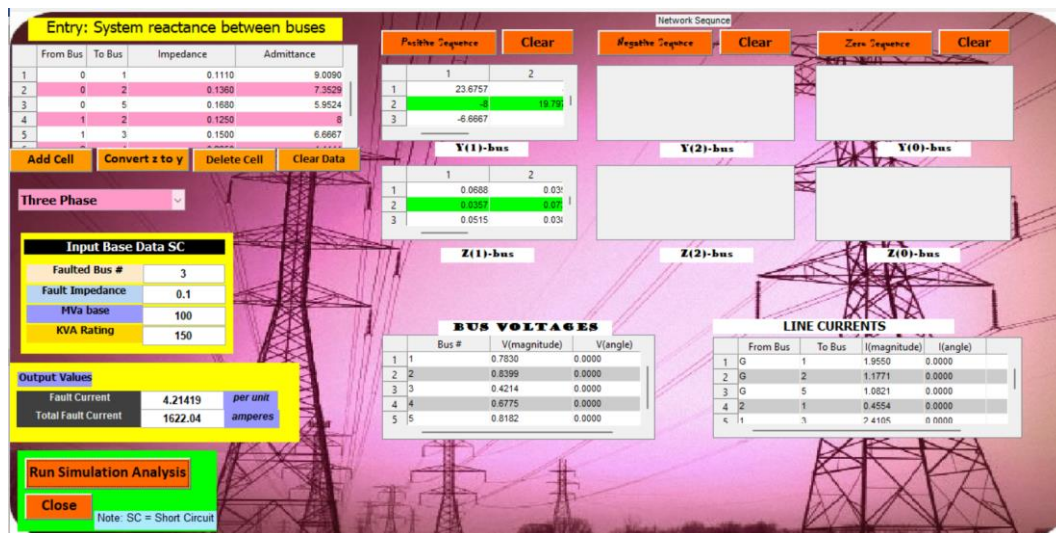 Entry: System reactance between buses
From Bus To Bus Impedance Admittance
1 0 1 0.1110 9.0090
2 0 2 0.1360 7.3529
3 0 5 0.1680 5.9524
4 1 2 0.1250 8
5 1 3 0.1500 6.6667
Add Cell Convert z to y Delete Cell Clear Data
Three Phase
Input Base Data SC
Faulted Bus # 3
Fault Impedance 0.1
MVa base 100
KVA Rating 150
Output Values
Fault Current 4.21419 per unit
Total Fault Current 1622.04 amperes
Run Simulation Analysis
Close
Note: SC = Short Circuit
Network Sequnce
Positive Sequence Clear Negative Sequnce Clear Zero Sequence Clear
1 2
1 23.6757
2 -8 19.797
3 -6.6667
Y(1)-bus Y(2)-bus Y(0)-bus
1 2
1 0.0688
2 0.0357
3 0.0515
Z(1)-bus Z(2)-bus Z(0)-bus
BUS VOLTAGES
Bus # V(magnitude) V(angle)
1 1 0.7830 0.0000
2 2 0.8399 0.0000
3 3 0.4214 0.0000
4 4 0.6775 0.0000
5 5 0.8182 0.0000
LINE CURRENTS
From Bus To Bus I(magnitude) I(angle)
1 G 1 1.9550 0.0000
2 G 2 1.1771 0.0000
3 G 5 1.0821 0.0000
4 2 1 0.4554 0.0000
5 1 3 2.4105 0.0000